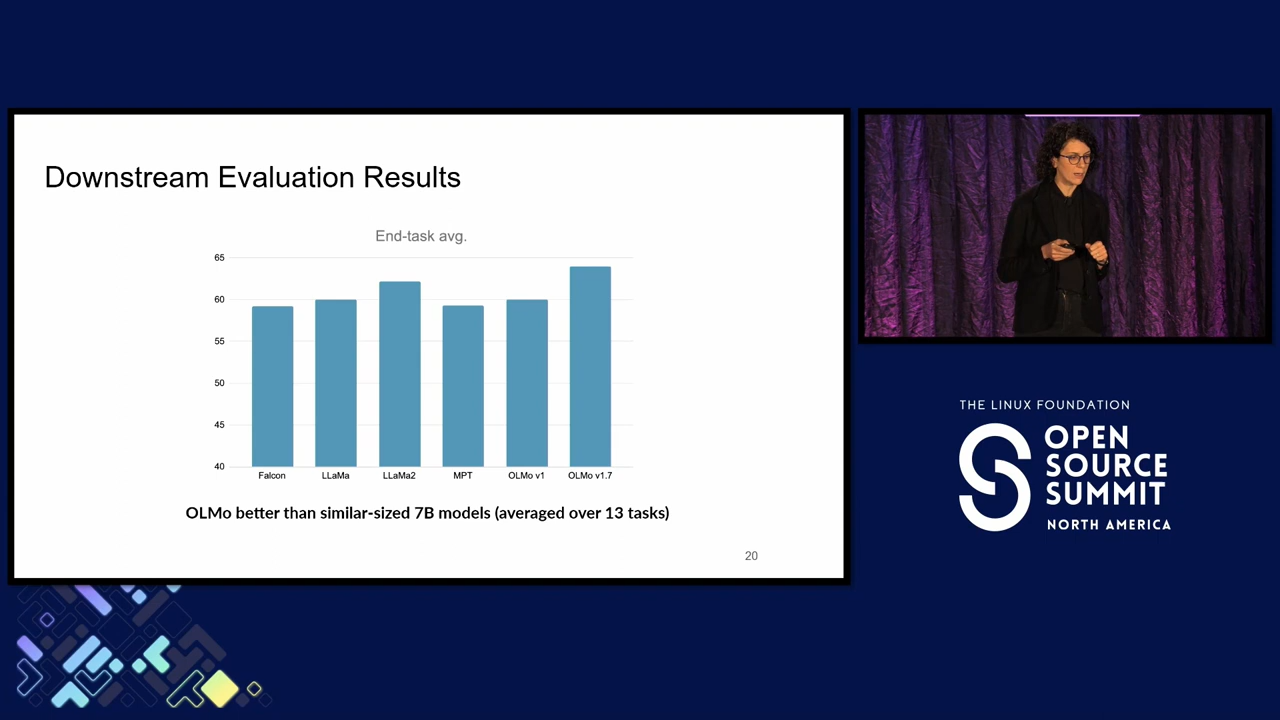 Downstream Evaluation Results
End-task avg.
65
60
55
50
45
40
Falcon
LLaMa
LLaMa2
MPT
OLMo v1
OLMo v1.7
OLMo better than similar-sized 7B models (averaged over 13 tasks)
20
THE LINUX FOUNDATION
OPEN
SOURCE
SUMMIT
NORTH AMERICA